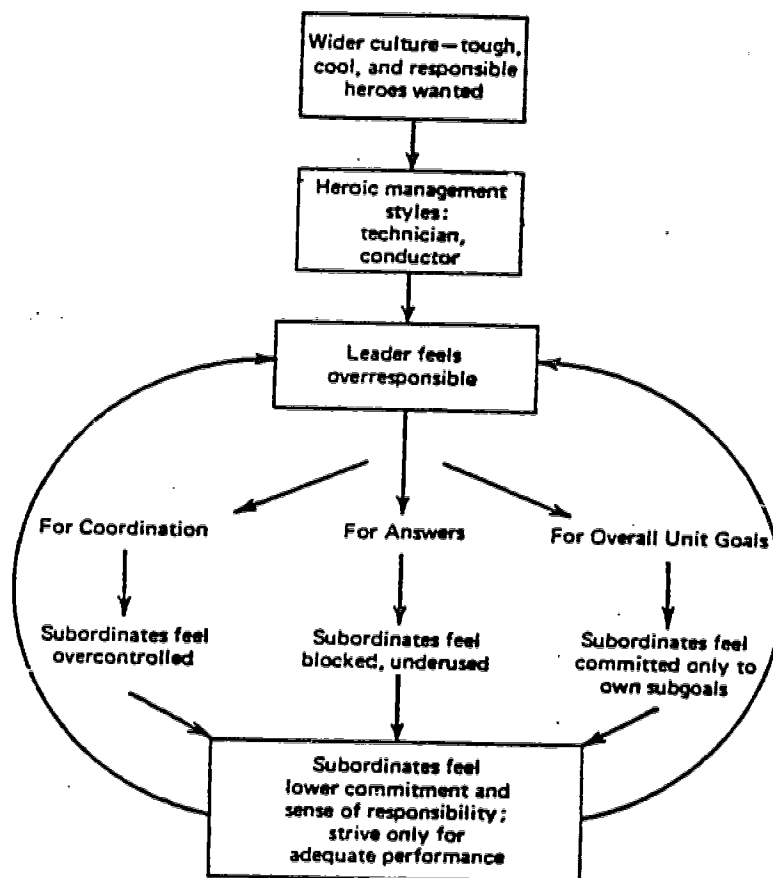 Wider culture—tough,
cool, and responsible
heroes wanted
Heroic management
styles:
technician,
conductor
Leader feels
overresponsible
For Coordination
For Answers
For Overall Unit Goals
Subordinates feel
overcontrolled
Subordinates feel
blocked, underused
Subordinates feel
committed only to
own subgoals
Subordinates feel
lower commitment and
sense of responsibility;
strive only for
adequate performance